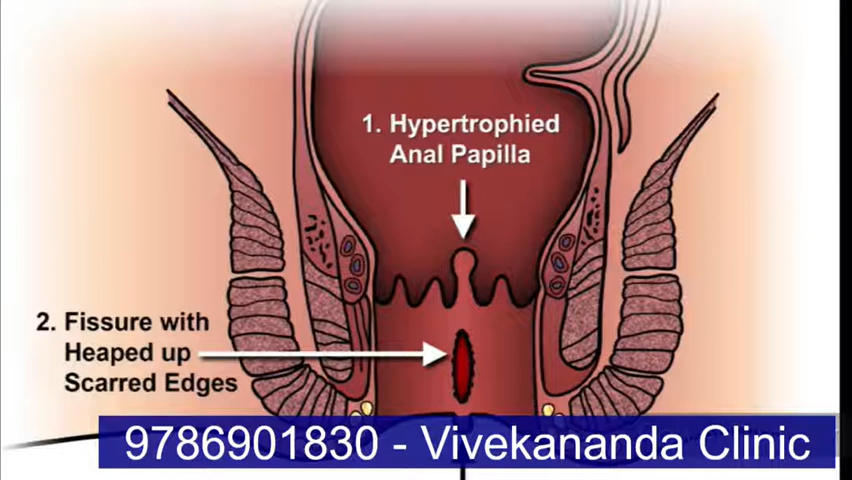 1. Hypertrophied
Anal Papilla
2. Fissure with
Heaped up
Scarred Edges
9786901830 - Vivekananda Clinic